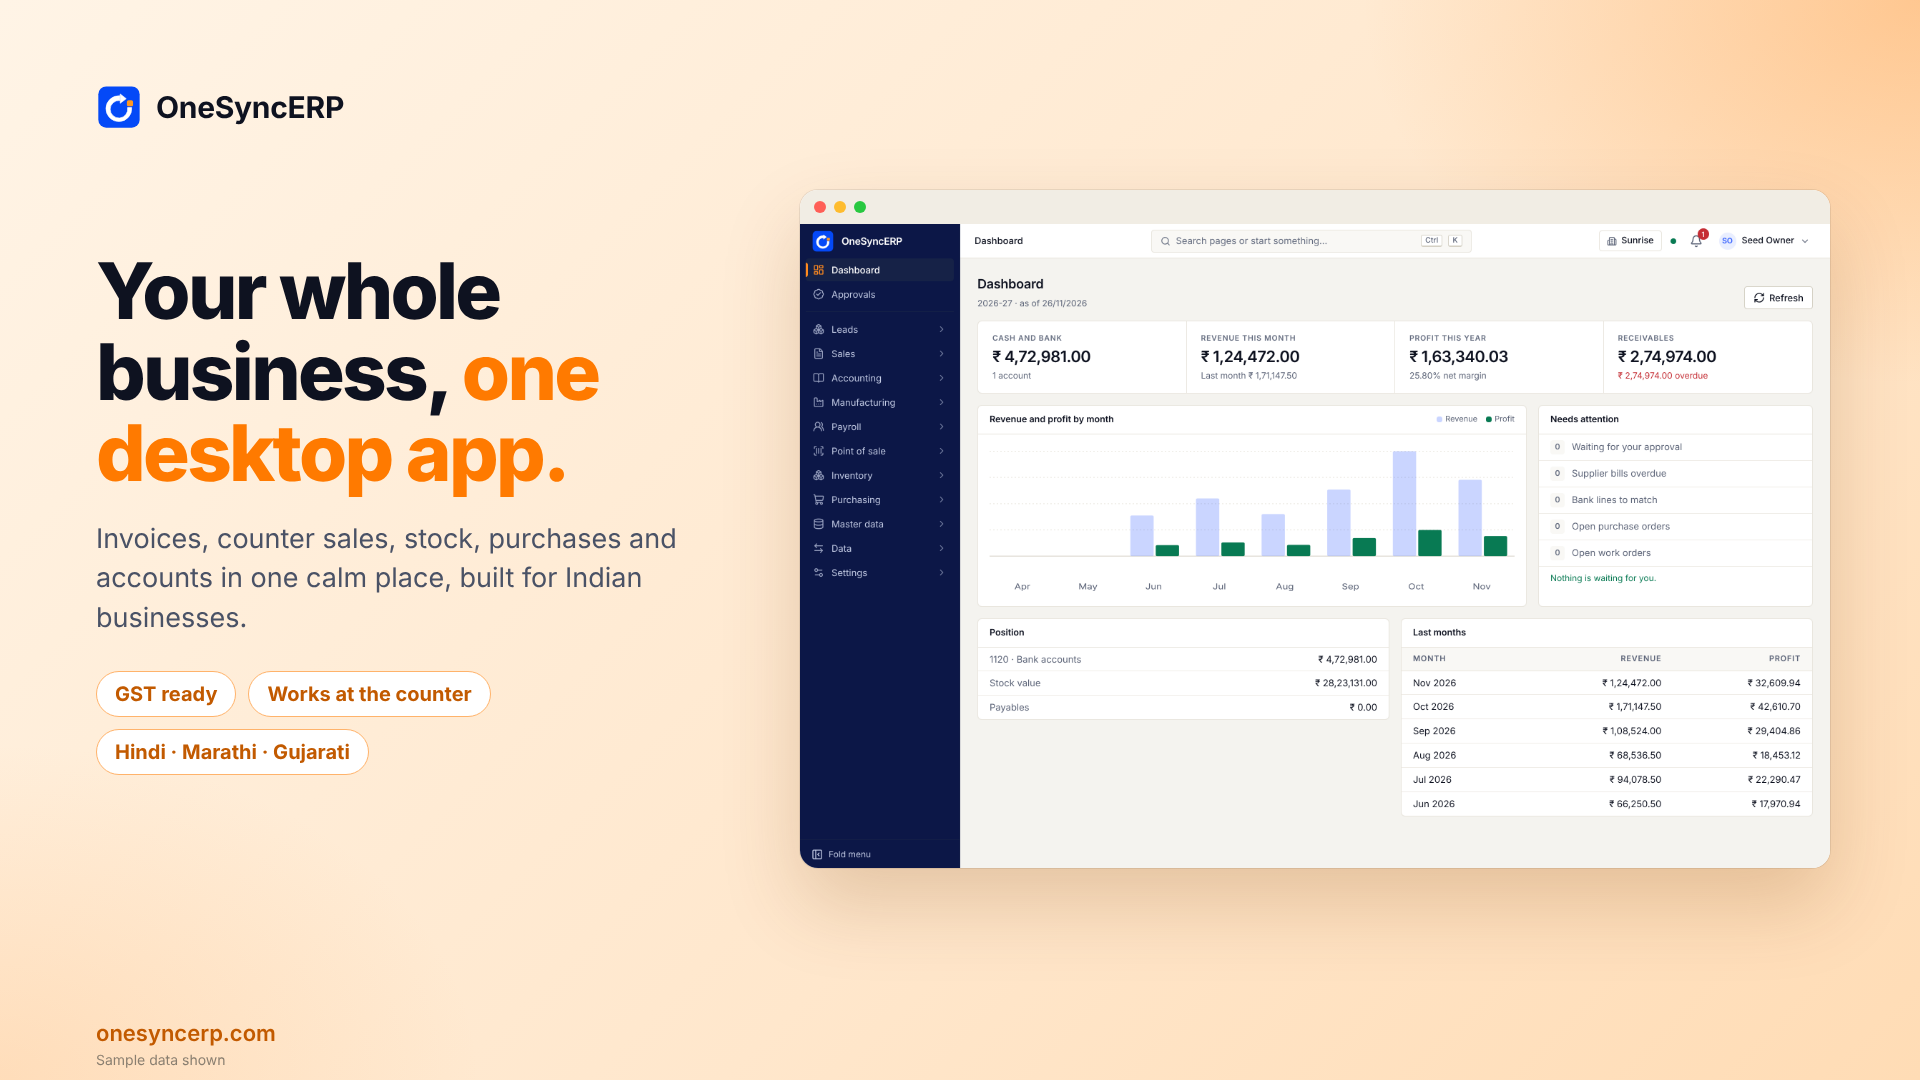 OneSyncERP
Your whole
business, one
desktop app.
Invoices, counter sales, stock, purchases and
accounts in one calm place, built for Indian
businesses.
GST ready
Works at the counter
Hindi · Marathi · Gujarati
onesyncerp.com
Sample data shown
OneSyncERP
Dashboard
Approvals
Leads
Sales
Accounting
Manufacturing
Payroll
Point of sale
Inventory
Purchasing
Master data
Data
Settings
Fold menu
Dashboard
Search pages or start something...
Ctrl K
Sunrise
1
SO
Seed Owner
Dashboard
2026-27 · as of 26/11/2026
Refresh
CASH AND BANK
₹ 4,72,981.00
1 account
REVENUE THIS MONTH
₹ 1,24,472.00
Last month ₹ 1,71,147.50
PROFIT THIS YEAR
₹ 1,63,340.03
25.80% net margin
RECEIVABLES
₹ 2,74,974.00
₹ 2,74,974.00 overdue
Revenue and profit by month
Revenue Profit
Apr May Jun Jul Aug Sep Oct Nov
Needs attention
0 Waiting for your approval
0 Supplier bills overdue
0 Bank lines to match
0 Open purchase orders
0 Open work orders
Nothing is waiting for you.
Position
1120 · Bank accounts ₹ 4,72,981.00
Stock value ₹ 28,23,131.00
Payables ₹ 0.00
Last months
MONTH REVENUE PROFIT
Nov 2026 ₹ 1,24,472.00 ₹ 32,609.94
Oct 2026 ₹ 1,71,147.50 ₹ 42,610.70
Sep 2026 ₹ 1,08,524.00 ₹ 29,404.86
Aug 2026 ₹ 68,536.50 ₹ 18,453.12
Jul 2026 ₹ 94,078.50 ₹ 22,290.47
Jun 2026 ₹ 66,250.50 ₹ 17,970.94